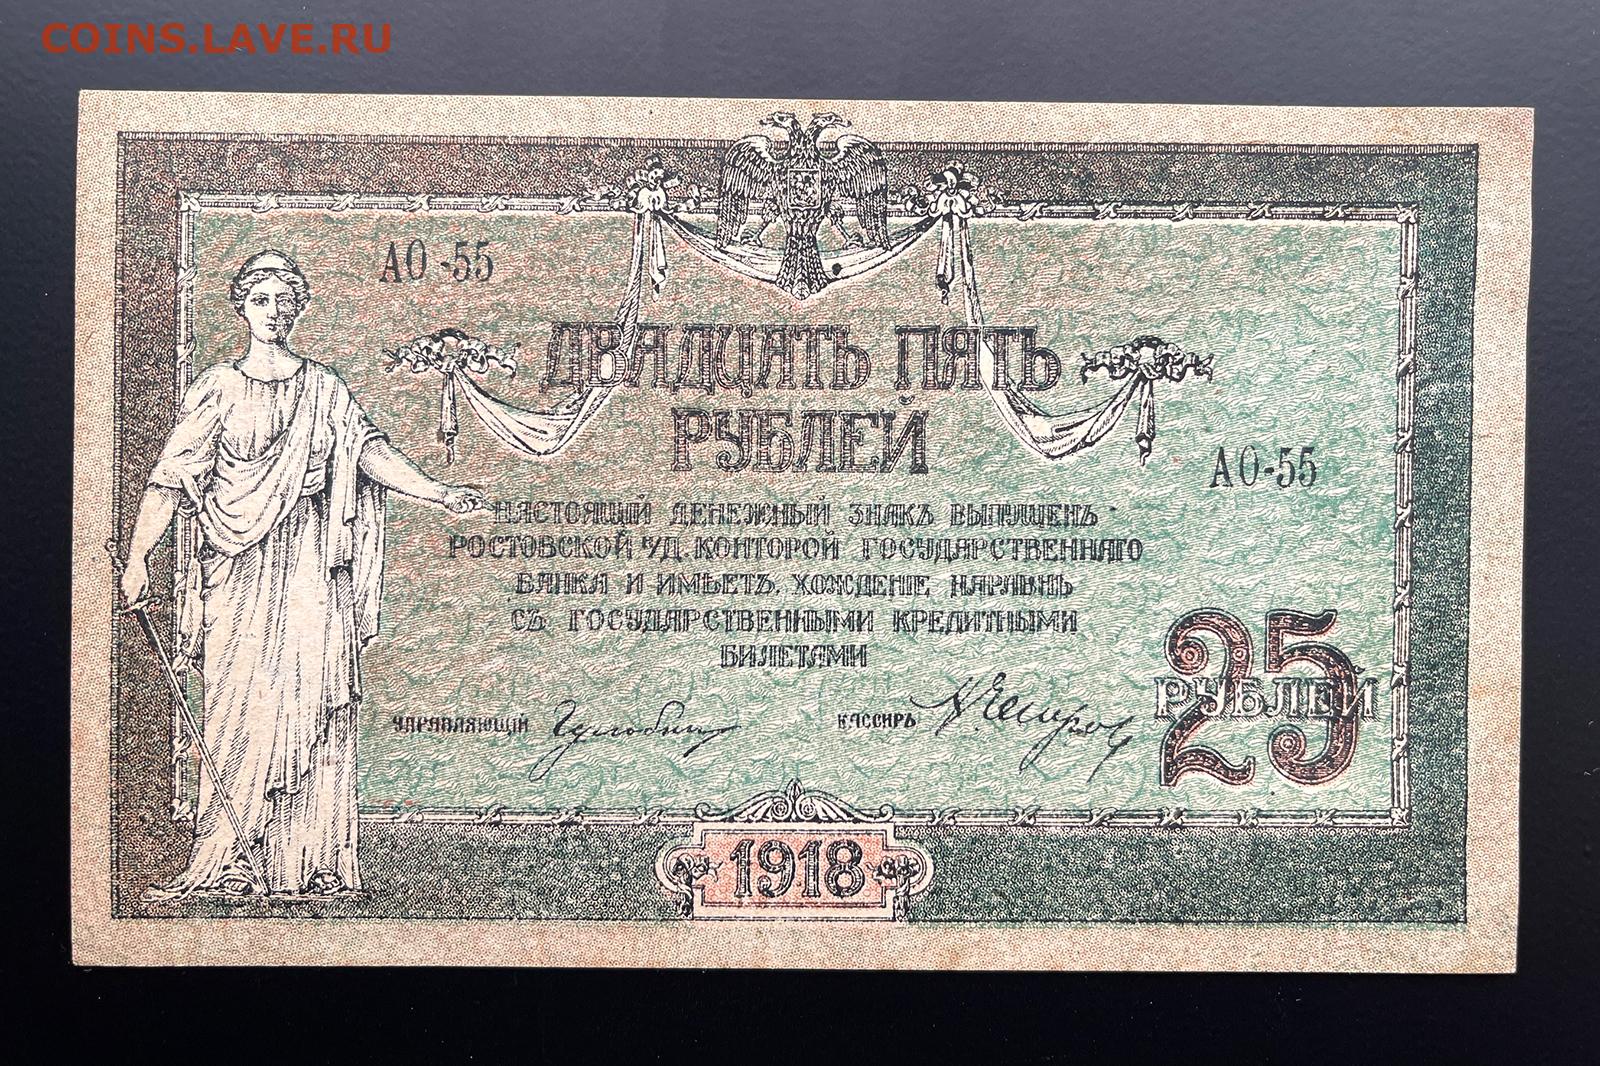 COINS.LAVE.RU
АО-55
ДВАДЦАТЬ ПЯТЬ
РУБЛЕЙ
АО-55
НАСТОЯЩІЙ ДЕНЕЖНЫЙ ЗНАКЪ ВЫПУЩЕНЪ
РОСТОВСКОЙ Н/Д. КОНТОРОЙ ГОСУДАРСТВЕННАГО
БАНКА И ИМѢЕТЪ ХОЖДЕНІЕ НАРАВНѢ
СЪ ГОСУДАРСТВЕННЫМИ КРЕДИТНЫМИ
БИЛЕТАМИ
25
РУБЛЕЙ
УПРАВЛЯЮЩІЙ
КАССИРЪ
1918